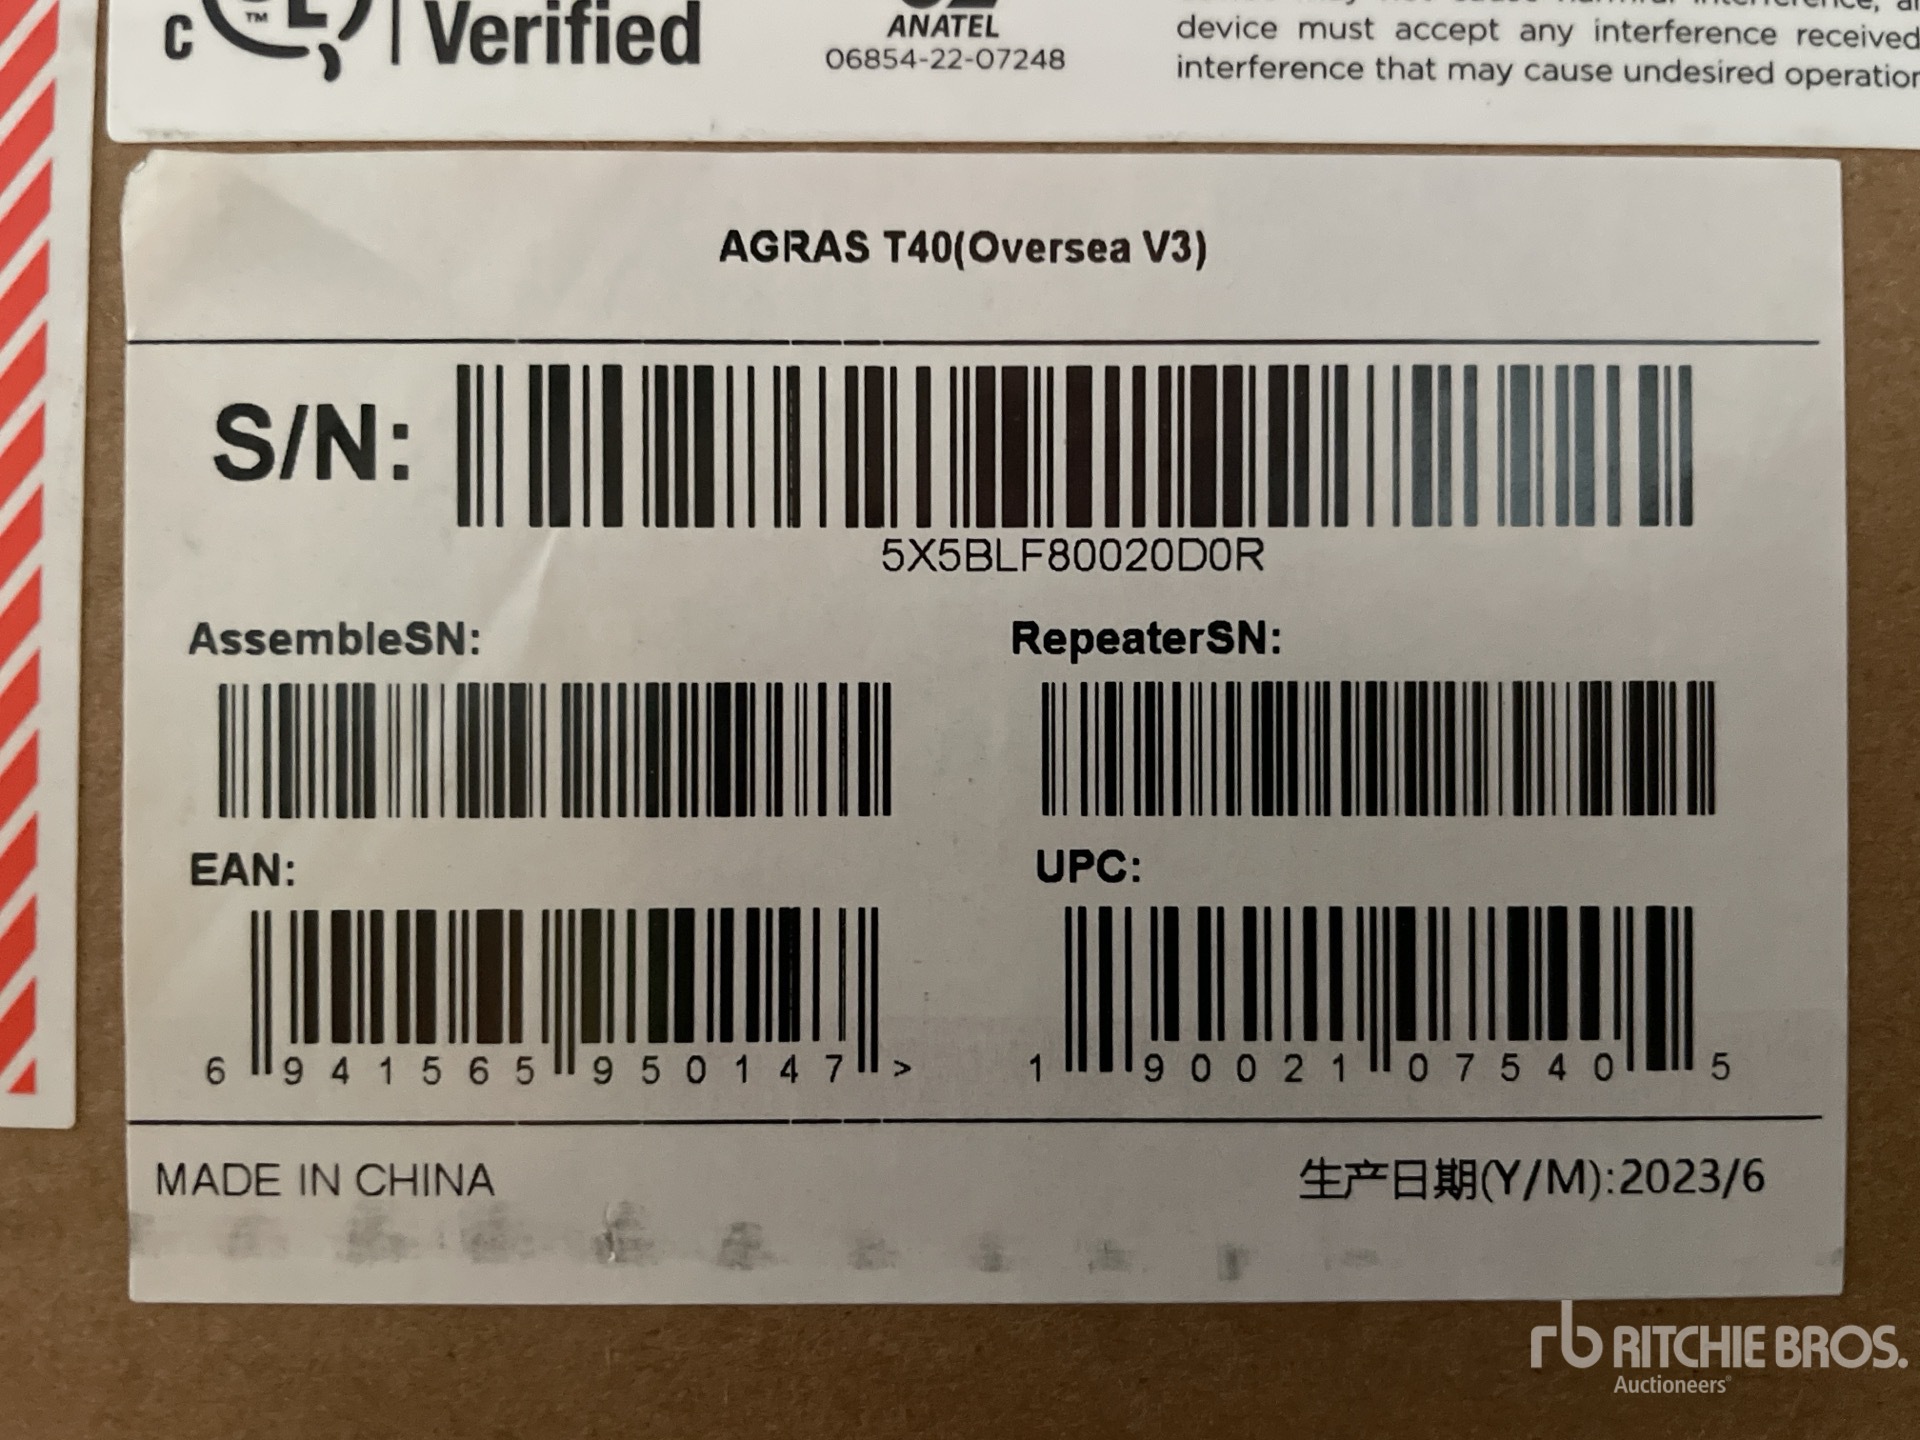 c
TM
Verified
ANATEL
06854-22-07248
device must accept any interference received
interference that may cause undesired operation
AGRAS T40(Oversea V3)
S/N:
5X5BLF80020D0R
AssembleSN:
RepeaterSN:
EAN:
UPC:
6 941565 950147 >
1 90021 07540 5
MADE IN CHINA
生产日期(Y/M):2023/6
rb RITCHIE BROS.
Auctioneers